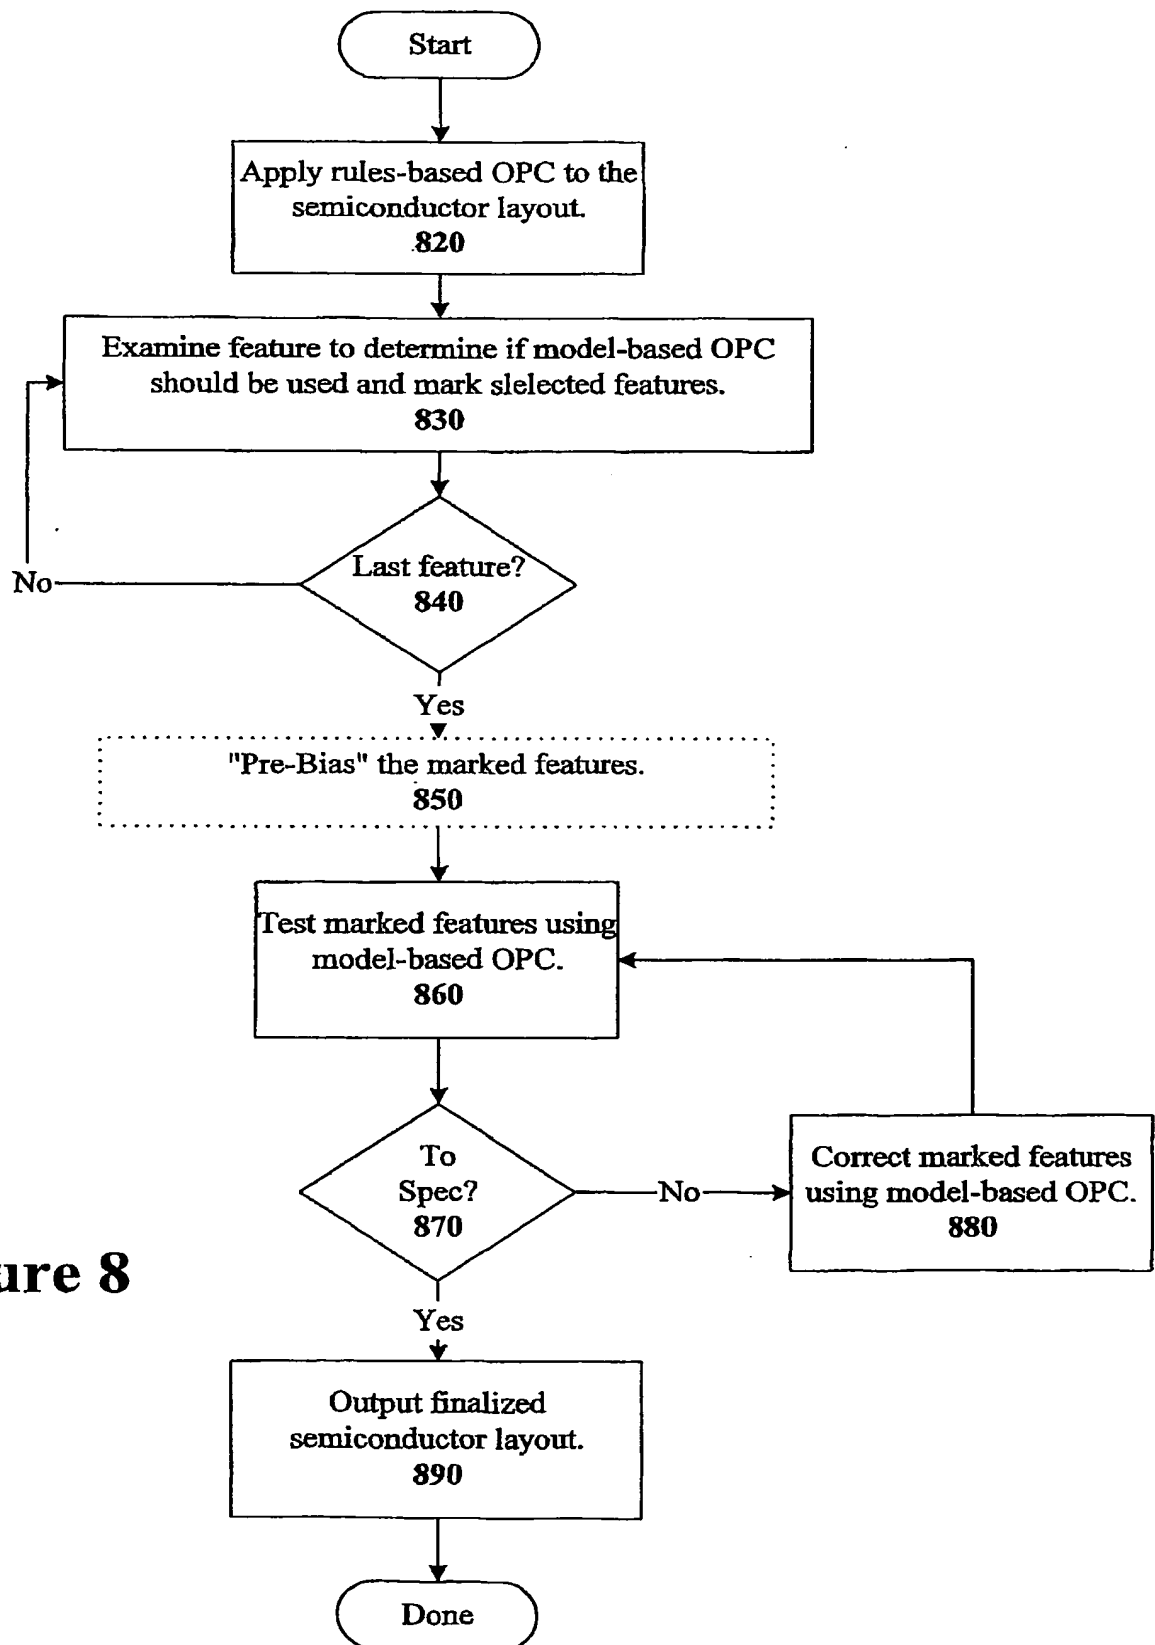 Start
Apply rules-based OPC to the
semiconductor layout.
820
Examine feature to determine if model-based OPC
should be used and mark slelected features.
830
Last feature?
840
No
Yes
"Pre-Bias" the marked features.
850
Test marked features using
model-based OPC.
860
To
Spec?
870
No
Correct marked features
using model-based OPC.
880
ure 8
Yes
Output finalized
semiconductor layout.
890
Done